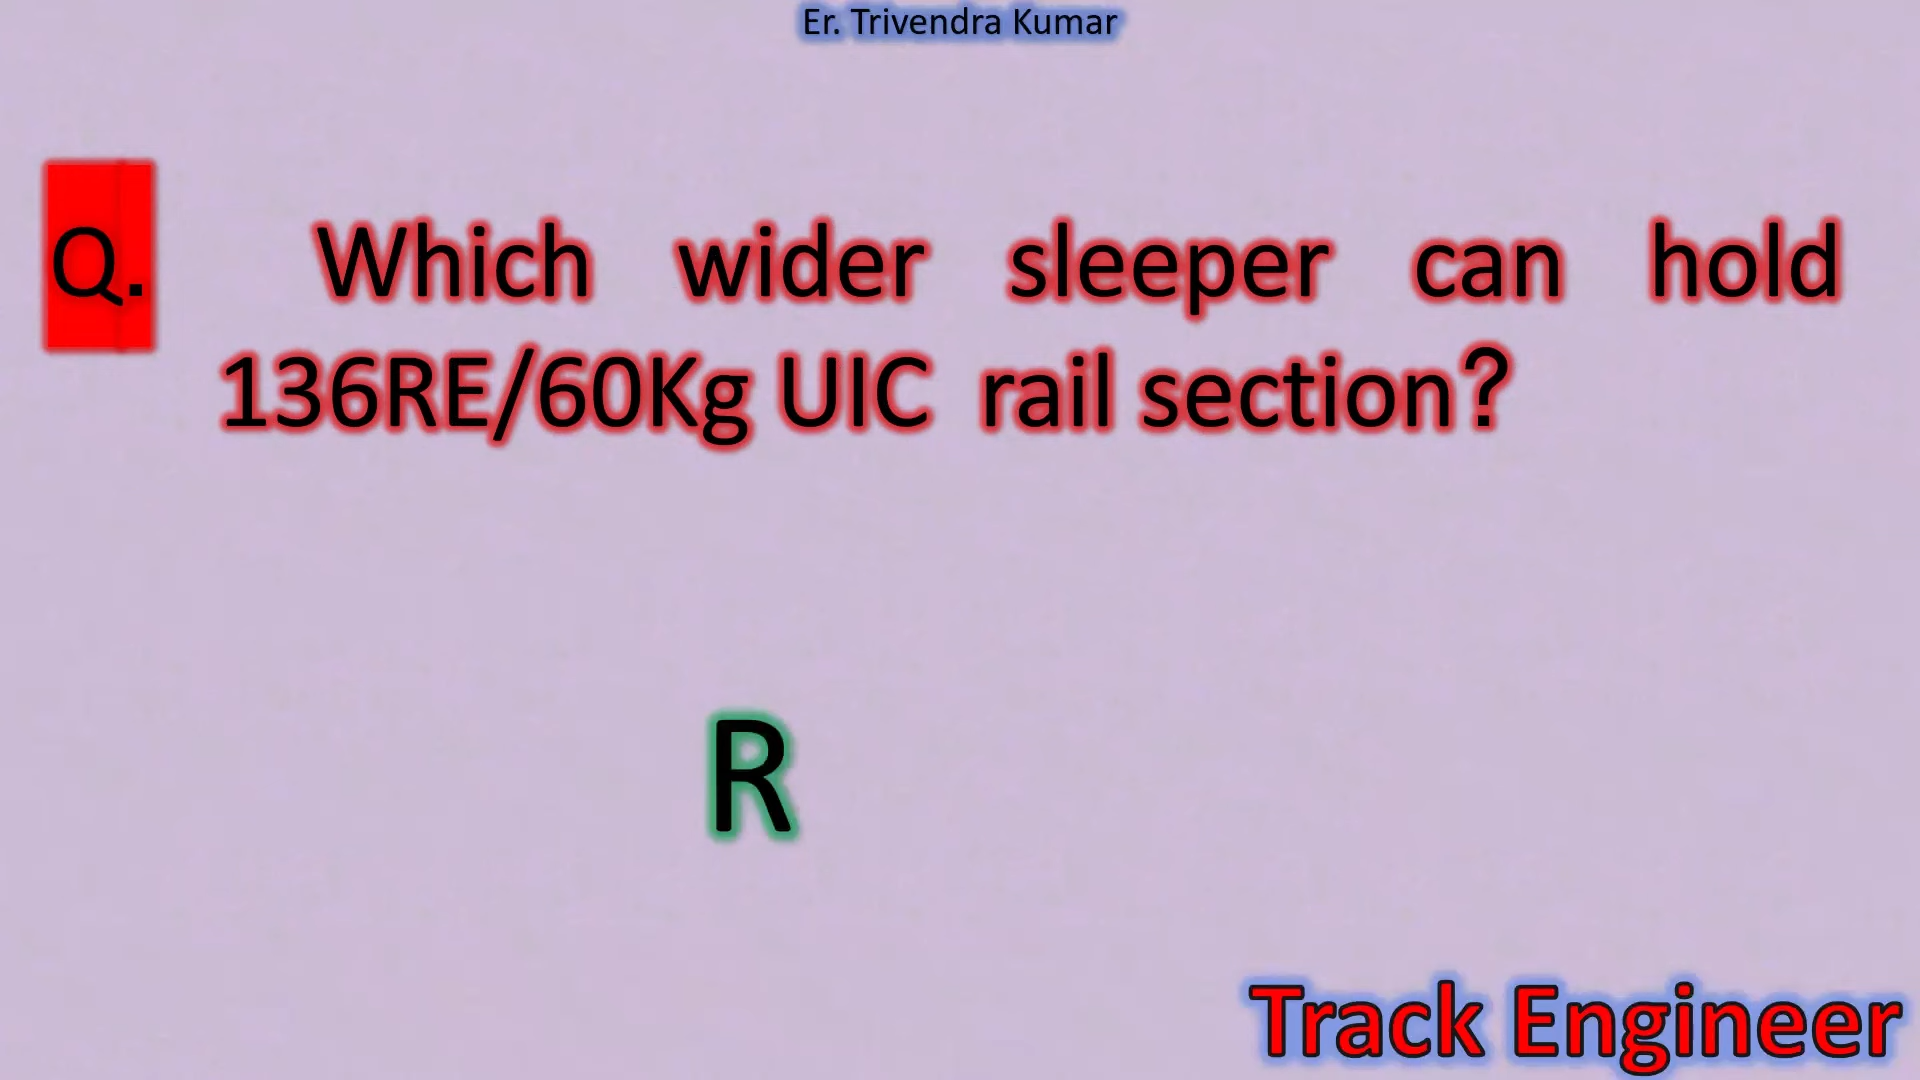 Er. Trivendra Kumar
Q. Which wider sleeper can hold
136RE/60Kg UIC rail section?
R
Track Engineer